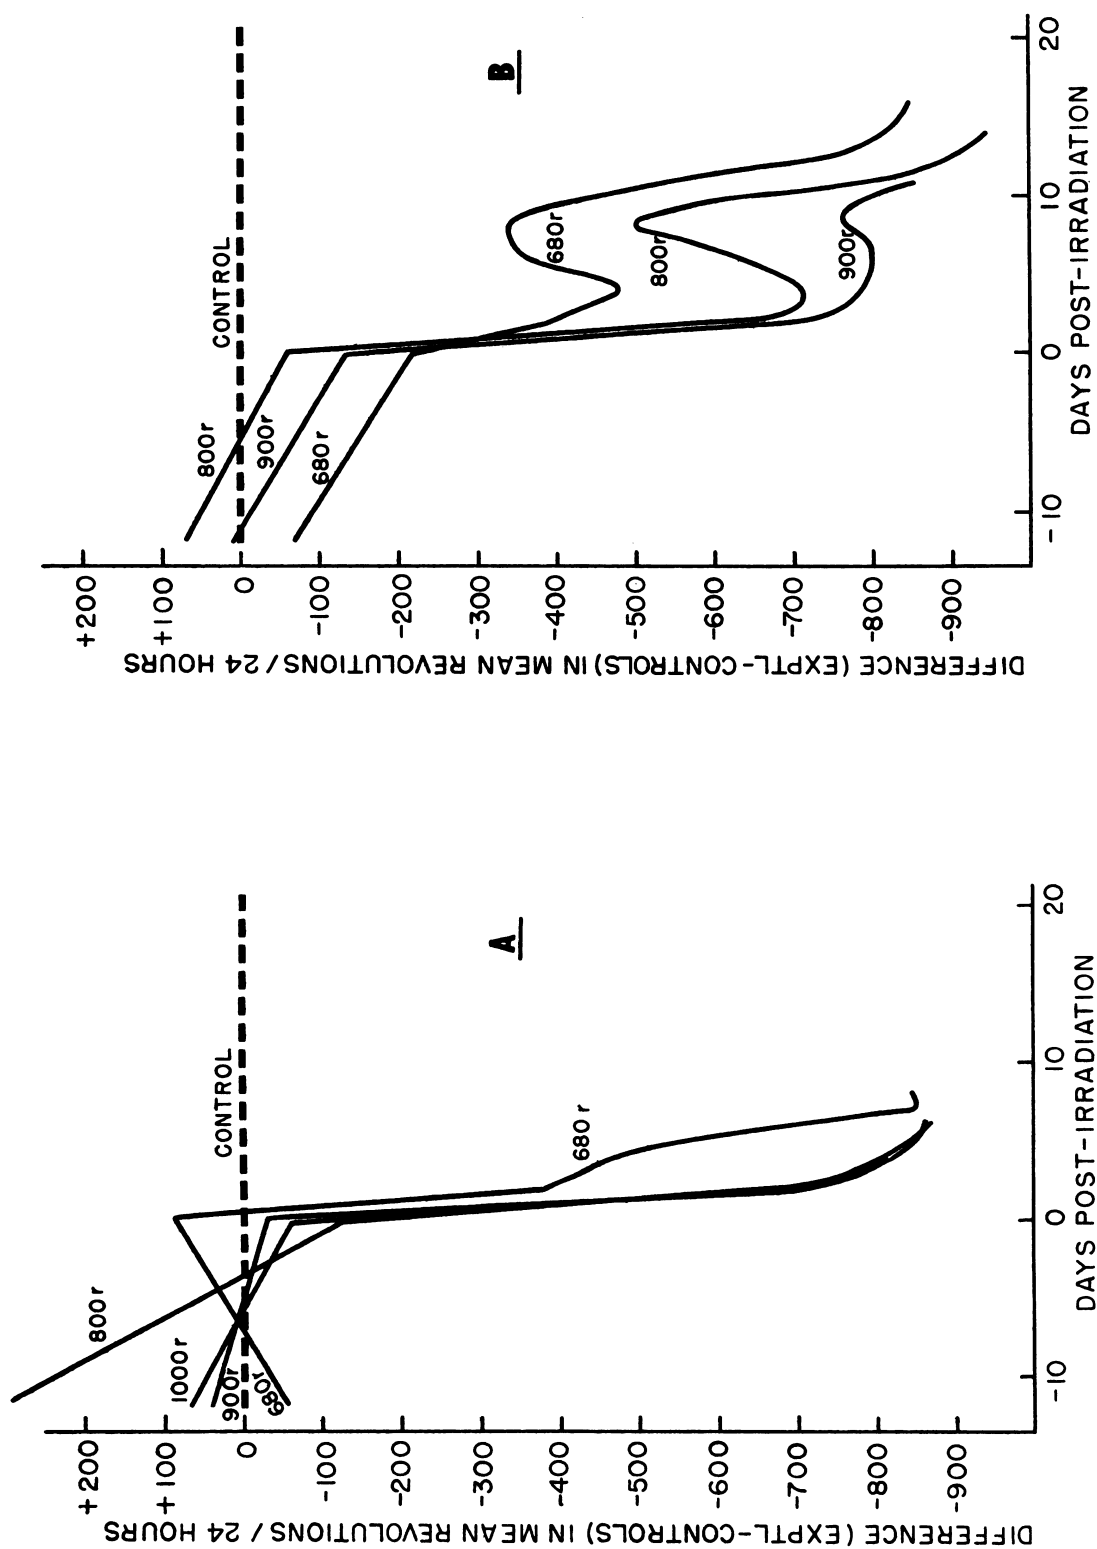 DIFFERENCE (EXPTL-CONTROLS) IN MEAN REVOLUTIONS / 24 HOURS
+200
+100
0
-100
-200
-300
-400
-500
-600
-700
-800
-900
800r
1000r
900r
680r
CONTROL
680r
A
-10
0
10
20
DAYS POST-IRRADIATION
DIFFERENCE (EXPTL-CONTROLS) IN MEAN REVOLUTIONS / 24 HOURS
+200
+100
0
-100
-200
-300
-400
-500
-600
-700
-800
-900
800r
900r
680r
CONTROL
680r
800r
900r
B
-10
0
10
20
DAYS POST-IRRADIATION